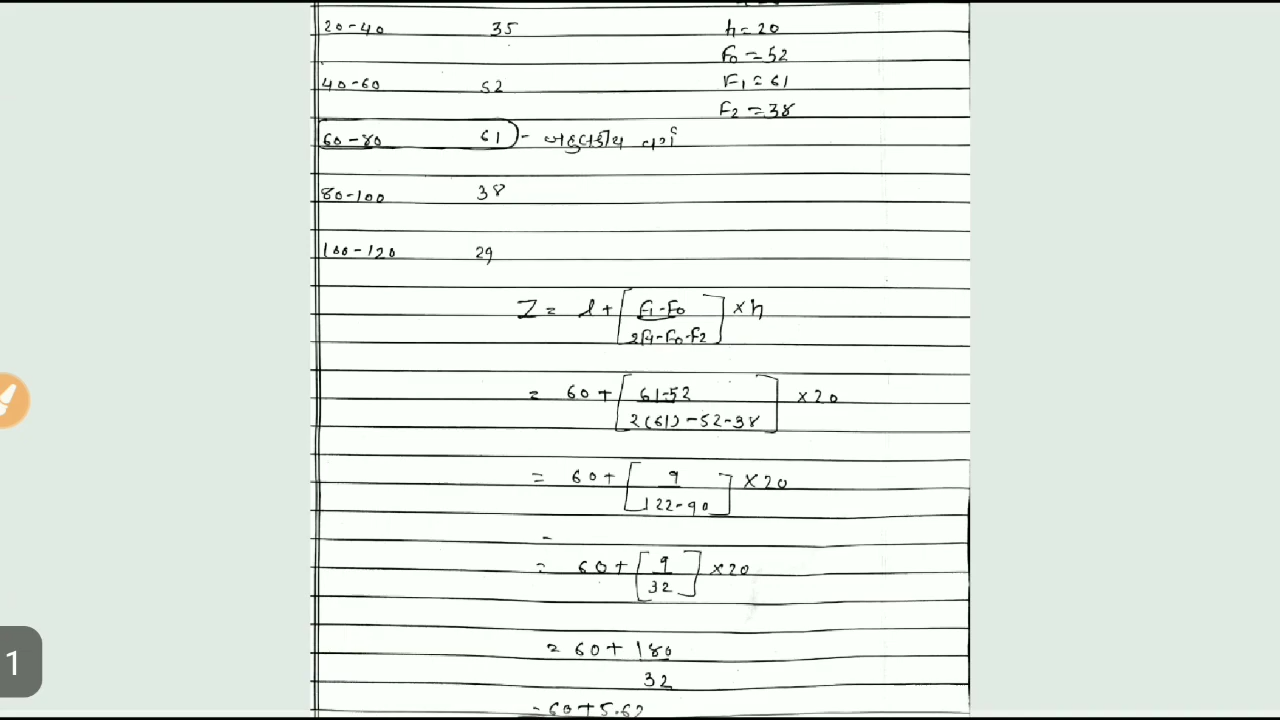 20-40 35 h=20
F0 =52
40-60 52 F1 = 61
F2 =38
60-80 61 - બહુલકીય વર્ગ
80-100 38
100-120 29
Z = l + [ F1-F0 / 2F1-F0-F2 ] × h
= 60 + [ 61-52 / 2(61) - 52-38 ] × 20
= 60+ [ 9 / 122-90 ] × 20
=
= 60+ [ 9 / 32 ] × 20
= 60+ 180
32
= 60+5.62
1